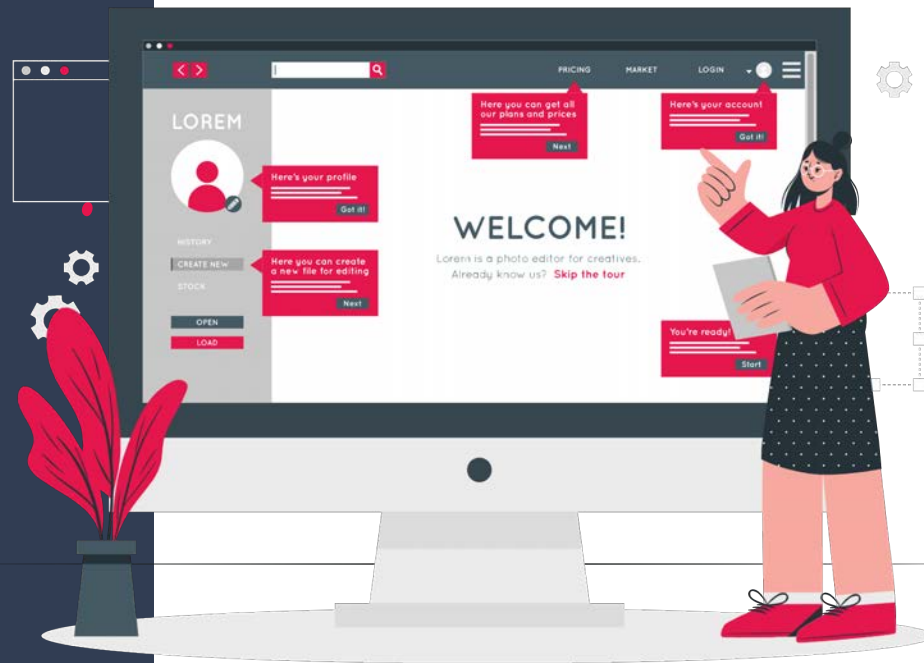 PRICING
MARKET
LOGIN
LOREM
Here you can get all
our plans and prices
Next
Here's your account
Got it!
Here's your profile
Got it!
HISTORY
CREATE NEW
STOCK
OPEN
LOAD
Here you can create
a new file for editing
Next
WELCOME!
Lorem is a photo editor for creatives.
Already know us? Skip the tour
You're ready!
Start